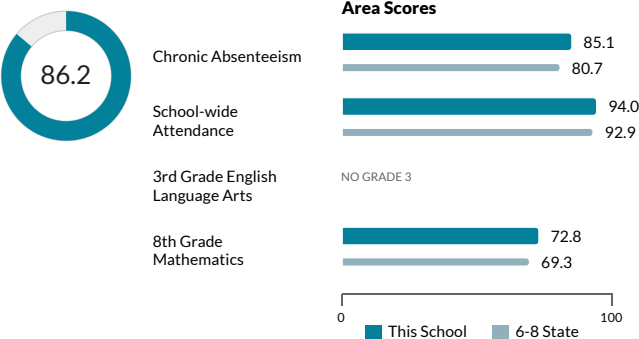 Area Scores
86.2
Chronic Absenteeism
85.1
80.7
School-wide
Attendance
94.0
92.9
3rd Grade English
Language Arts
NO GRADE 3
8th Grade
Mathematics
72.8
69.3
0
100
This School
6-8 State